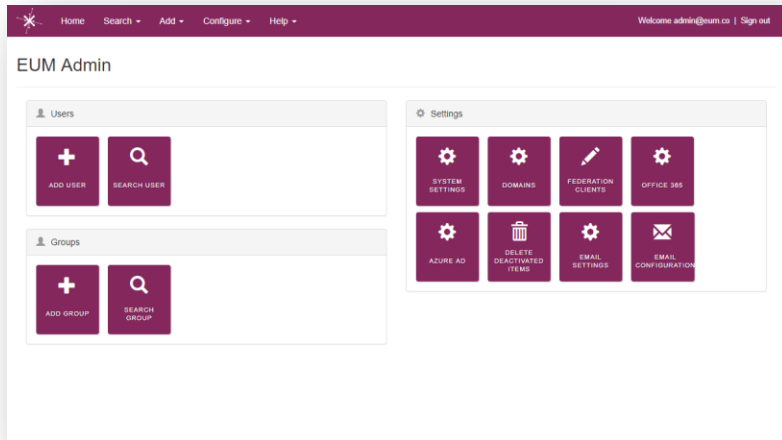 Home Search Add Configure Help Welcome admin@eum.co | Sign out
EUM Admin
Users
ADD USER
SEARCH USER
Groups
ADD GROUP
SEARCH
GROUP
Settings
SYSTEM
SETTINGS
DOMAINS
FEDERATION
CLIENTS
OFFICE 365
AZURE AD
DELETE
DEACTIVATED
ITEMS
EMAIL
SETTINGS
EMAIL
CONFIGURATION